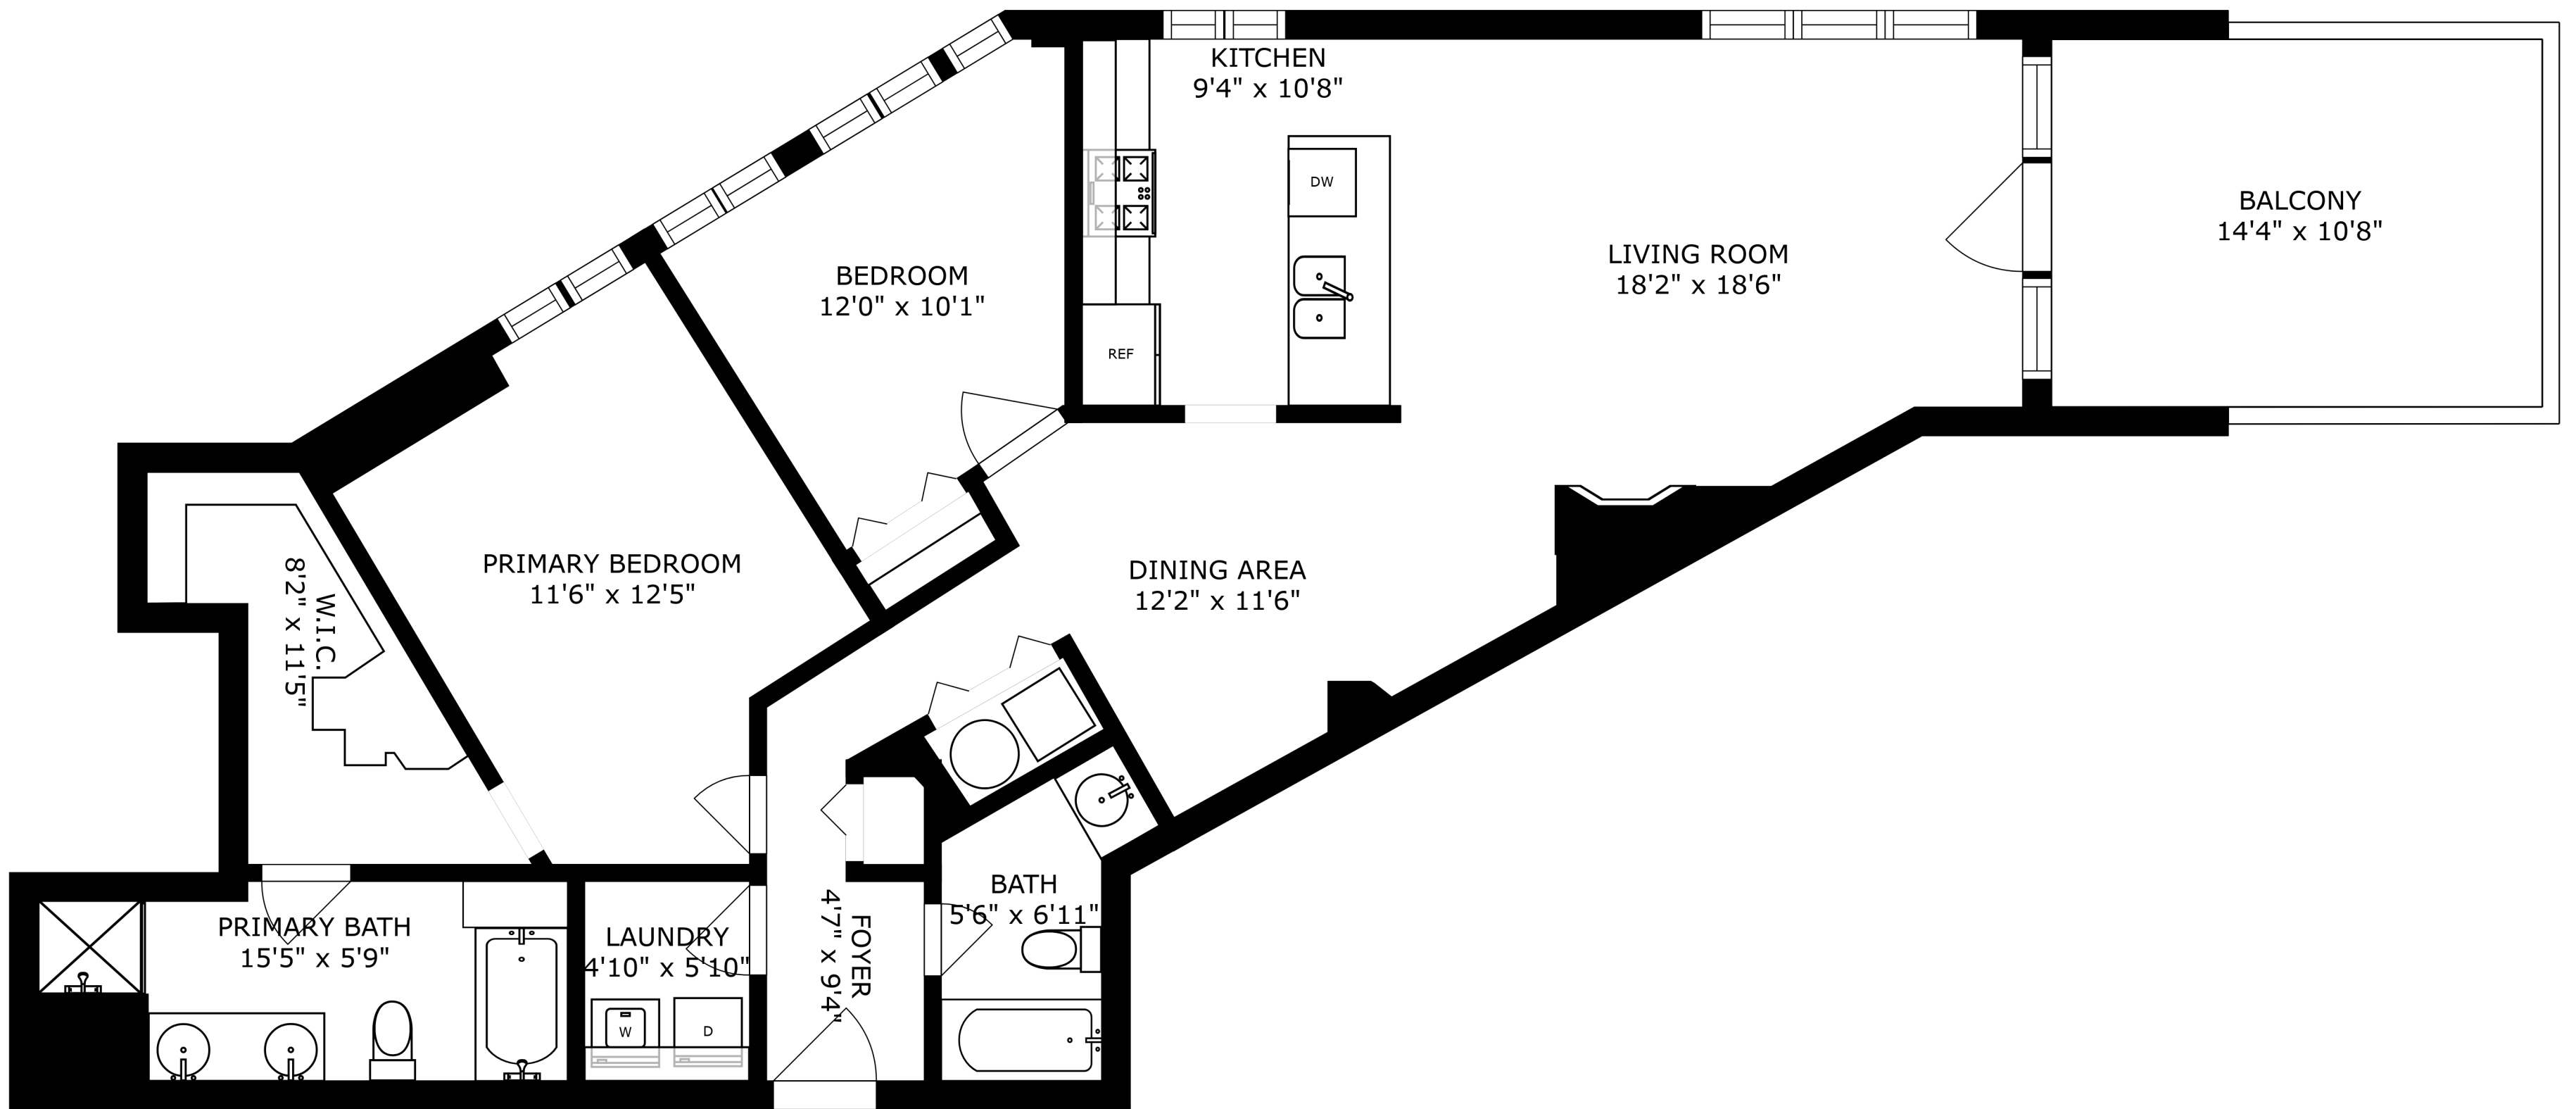 KITCHEN
9'4" x 10'8"
DW
REF
LIVING ROOM
18'2" x 18'6"
BALCONY
14'4" x 10'8"
BEDROOM
12'0" x 10'1"
PRIMARY BEDROOM
11'6" x 12'5"
DINING AREA
12'2" x 11'6"
W.I.C.
8'2" x 11'5"
PRIMARY BATH
15'5" x 5'9"
LAUNDRY
4'10" x 5'10"
W
D
FOYER
4'7" x 9'4"
BATH
5'6" x 6'11"